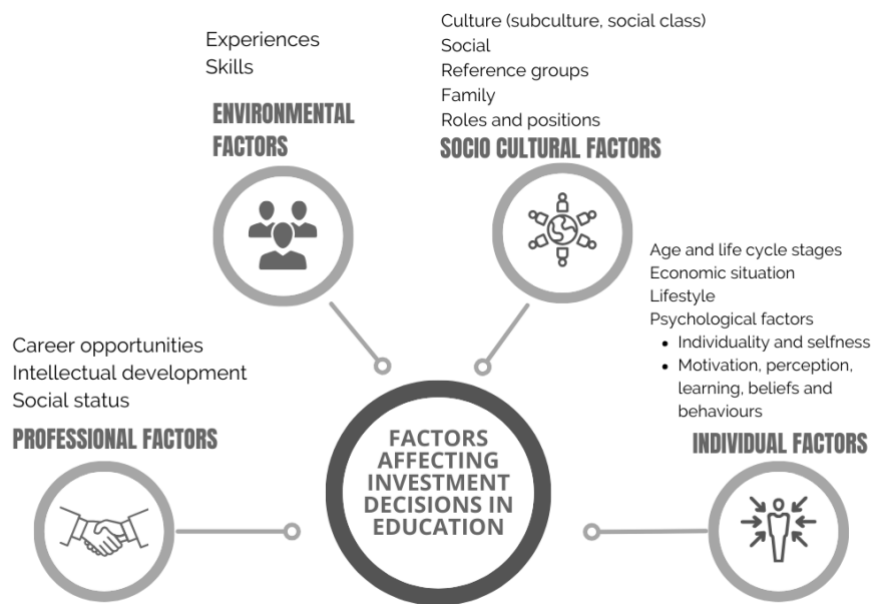 Experiences
Skills
ENVIRONMENTAL
FACTORS
Culture (subculture, social class)
Social
Reference groups
Family
Roles and positions
SOCIO CULTURAL FACTORS
Career opportunities
Intellectual development
Social status
PROFESSIONAL FACTORS
Age and life cycle stages
Economic situation
Lifestyle
Psychological factors
• Individuality and selfness
• Motivation, perception,
learning, beliefs and
behaviours
INDIVIDUAL FACTORS
FACTORS
AFFECTING
INVESTMENT
DECISIONS IN
EDUCATION